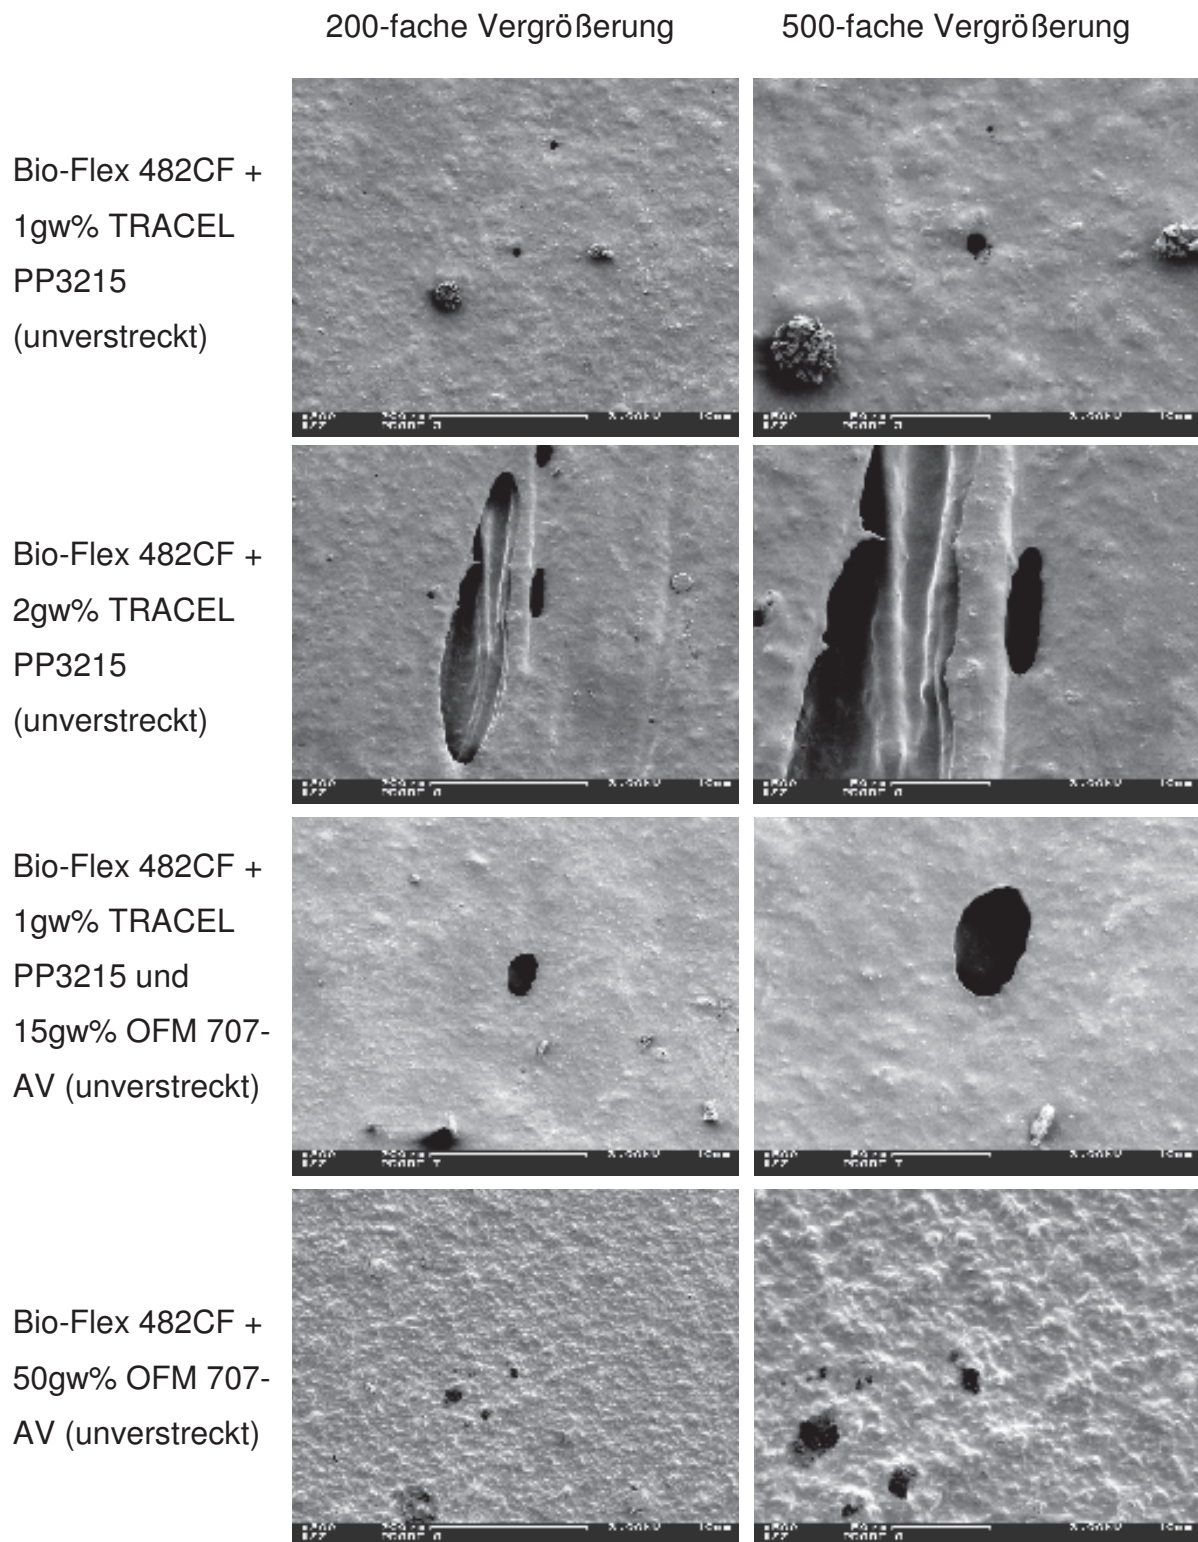 200-fache Vergrößerung
500-fache Vergrößerung
Bio-Flex 482CF +
1gw% TRACEL
PP3215
(unverstreckt)
Bio-Flex 482CF +
2gw% TRACEL
PP3215
(unverstreckt)
Bio-Flex 482CF +
1gw% TRACEL
PP3215 und
15gw% OFM 707-
AV (unverstreckt)
Bio-Flex 482CF +
50gw% OFM 707-
AV (unverstreckt)